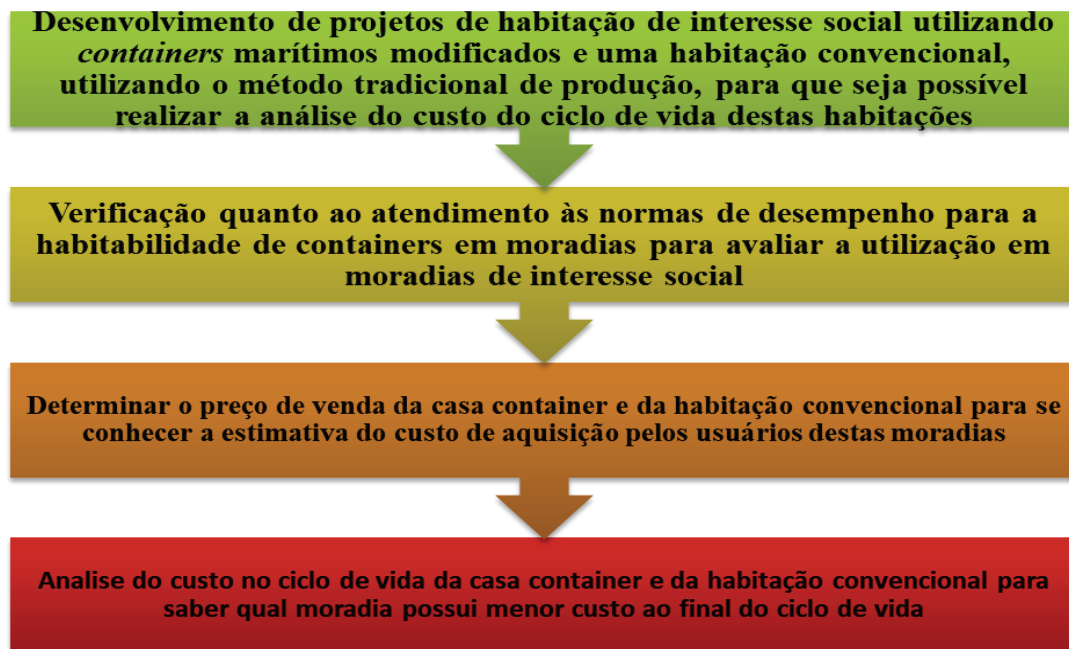 Desenvolvimento de projetos de habitação de interesse social utilizando
containers marítimos modificados e uma habitação convencional,
utilizando o método tradicional de produção, para que seja possível
realizar a análise do custo do ciclo de vida destas habitações
Verificação quanto ao atendimento às normas de desempenho para a
habitabilidade de containers em moradias para avaliar a utilização em
moradias de interesse social
Determinar o preço de venda da casa container e da habitação convencional para se
conhecer a estimativa do custo de aquisição pelos usuários destas moradias
Analise do custo no ciclo de vida da casa container e da habitação convencional para
saber qual moradia possui menor custo ao final do ciclo de vida